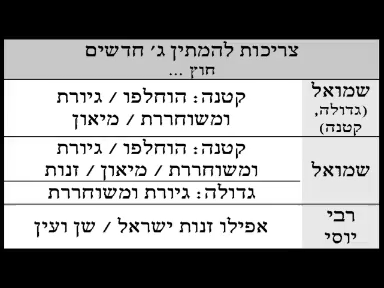 צריכות להמתין ג׳ חדשים
חוץ ...
שמואל
(גדולה,
קטנה)
קטנה: הוחלפו / גיורת
ומשוחררת / מיאון
שמואל
קטנה: הוחלפו / גיורת
ומשוחררת / מיאון / זנות
גדולה: גיורת ומשוחררת
רבי
יוסי
אפילו זנות ישראל / שן ועין